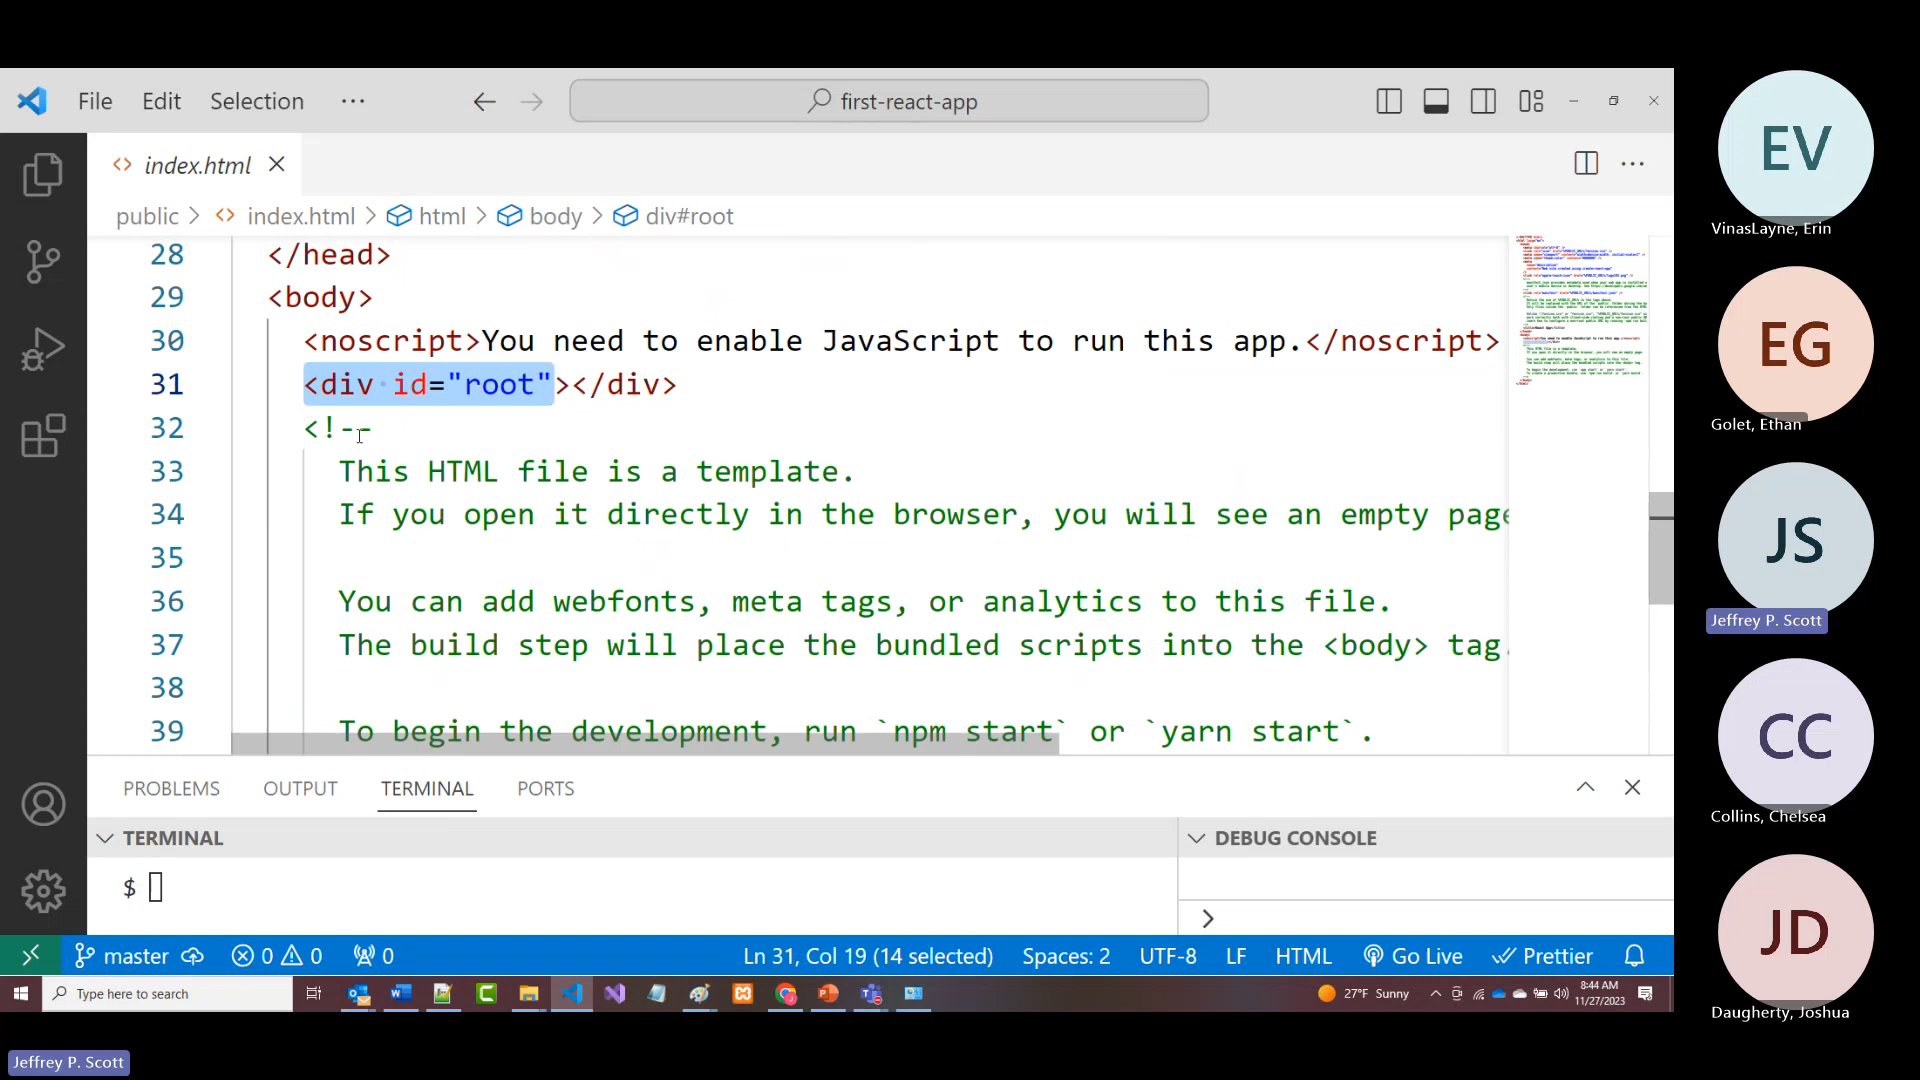 File Edit Selection ···
first-react-app
index.html
public > index.html > html > body > div#root
28 </head>
29 <body>
30 <noscript>You need to enable JavaScript to run this app.</noscript>
31 <div id="root"></div>
32 <!--
33 This HTML file is a template.
34 If you open it directly in the browser, you will see an empty page
35
36 You can add webfonts, meta tags, or analytics to this file.
37 The build step will place the bundled scripts into the <body> tag.
38
39 To begin the development, run `npm start` or `yarn start`.
PROBLEMS OUTPUT TERMINAL PORTS
TERMINAL
DEBUG CONSOLE
$
>
master 0 0 0 Ln 31, Col 19 (14 selected) Spaces: 2 UTF-8 LF HTML Go Live Prettier
Type here to search
27°F Sunny
8:44 AM
11/27/2023
EV
VinasLayne, Erin
EG
Golet, Ethan
JS
Jeffrey P. Scott
CC
Collins, Chelsea
JD
Daugherty, Joshua
Jeffrey P. Scott